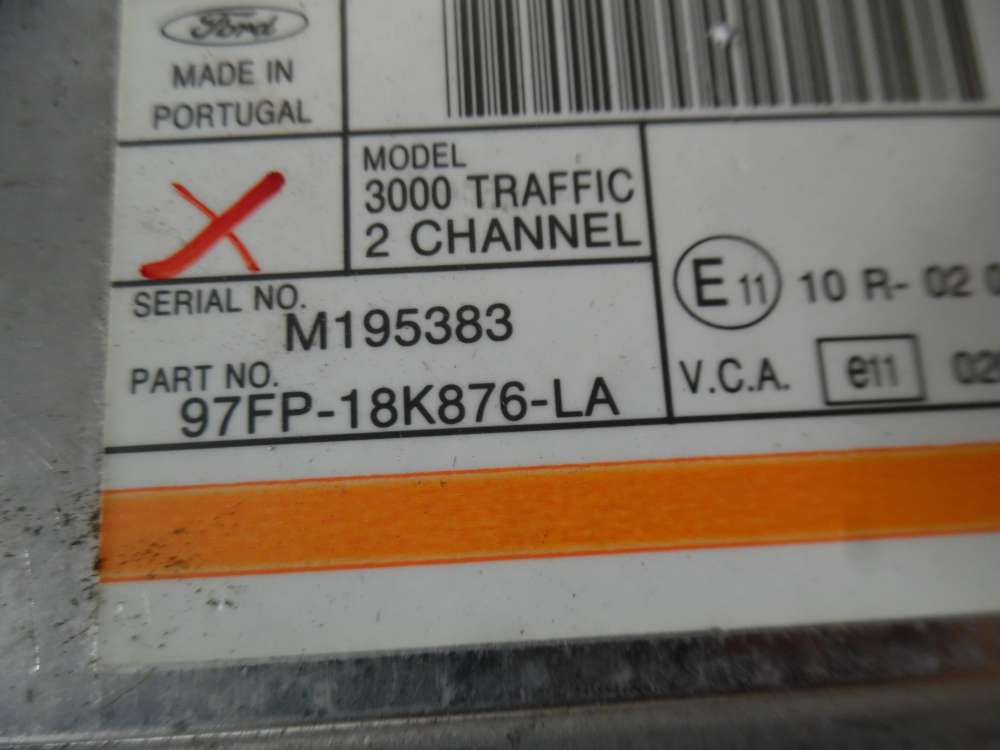 Ford
MADE IN
PORTUGAL
MODEL
3000 TRAFFIC
2 CHANNEL
SERIAL NO.
M195383
PART NO.
97FP-18K876-LA
E 11 10 R- 02
V.C.A. e11